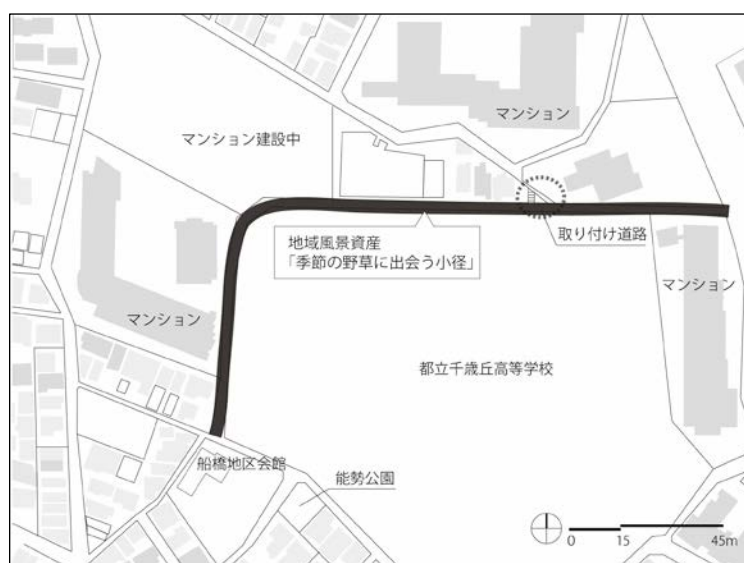 マンション
マンション建設中
取り付け道路
地域風景資産
「季節の野草に出会う小径」
マンション
マンション
都立千歳丘高等学校
船橋地区会館
能勢公園
0 15 45m